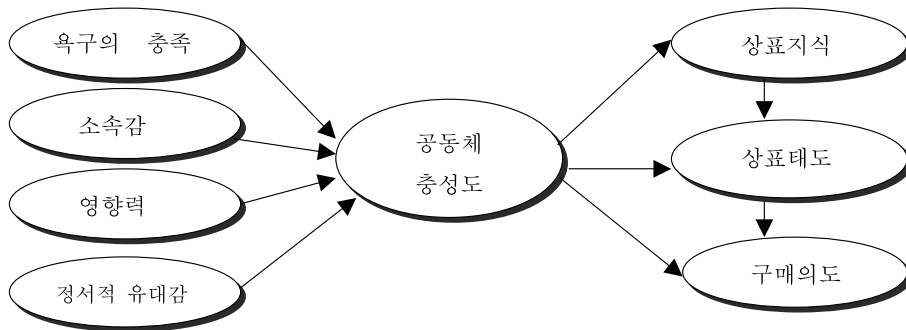 욕구의 충족
소속감
영향력
정서적 유대감
공동체
충성도
상표지식
상표태도
구매의도